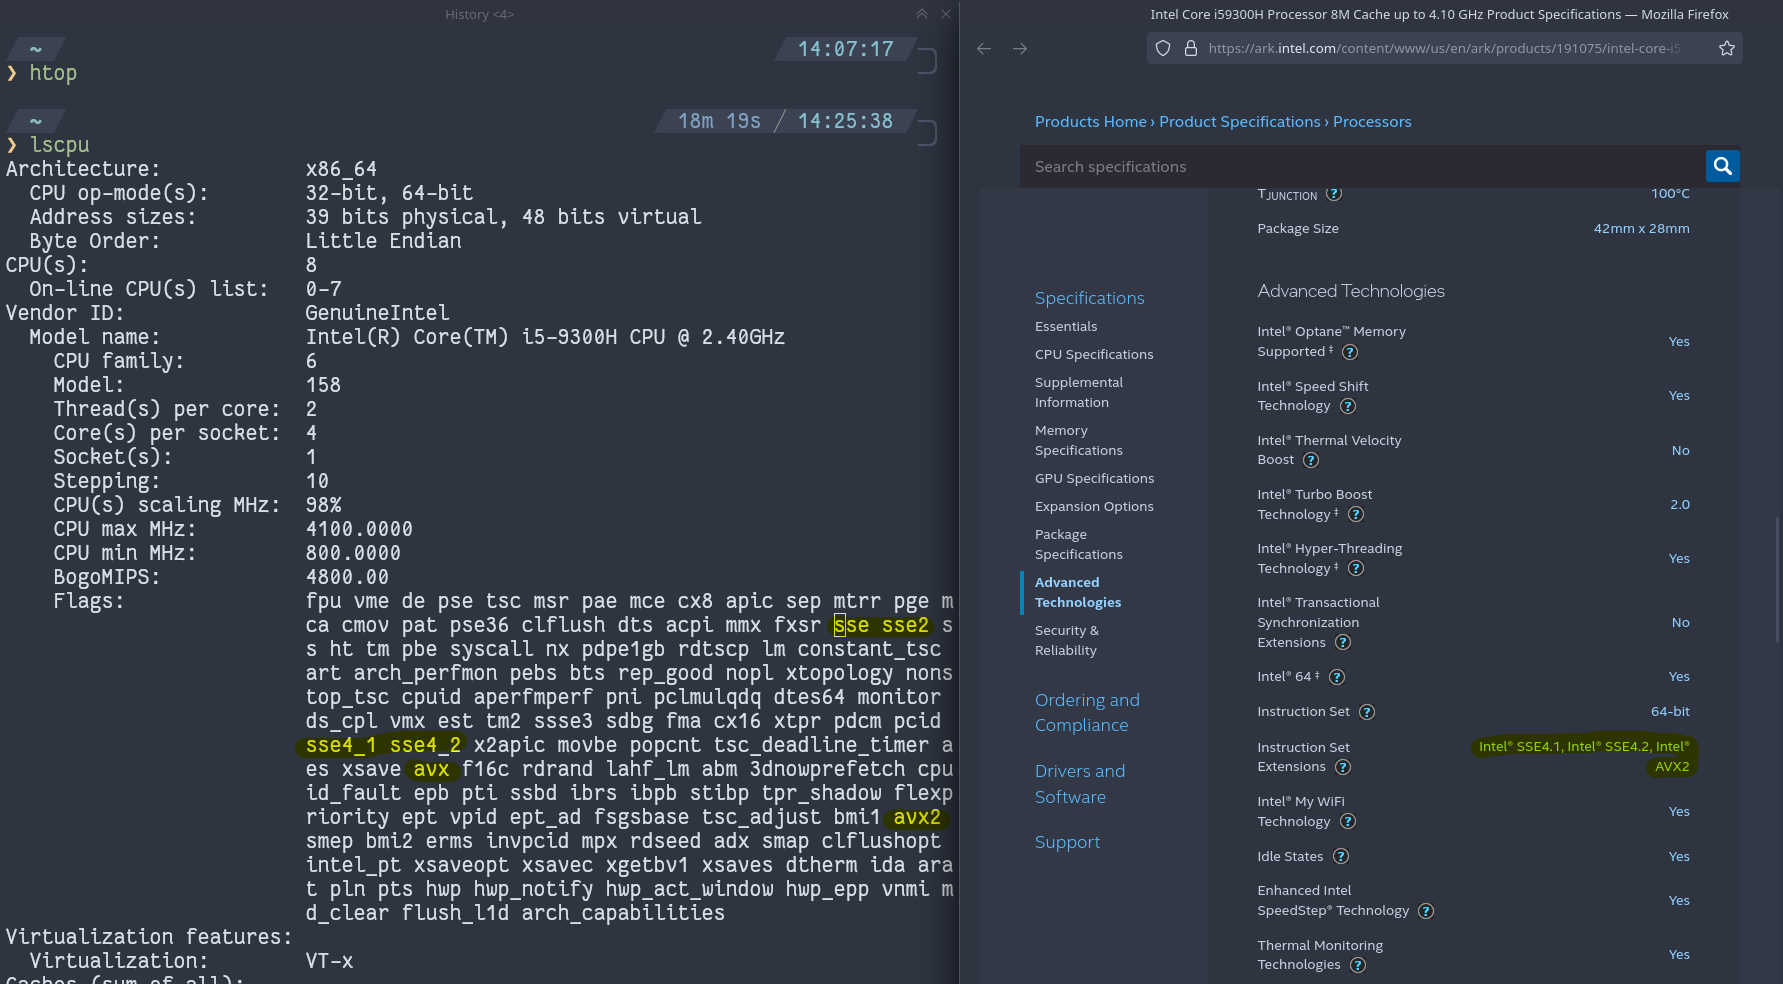 History <4>
~ 14:07:17
❯ htop
~ 18m 19s / 14:25:38
❯ lscpu
Architecture: x86_64
CPU op-mode(s): 32-bit, 64-bit
Address sizes: 39 bits physical, 48 bits virtual
Byte Order: Little Endian
CPU(s): 8
On-line CPU(s) list: 0-7
Vendor ID: GenuineIntel
Model name: Intel(R) Core(TM) i5-9300H CPU @ 2.40GHz
CPU family: 6
Model: 158
Thread(s) per core: 2
Core(s) per socket: 4
Socket(s): 1
Stepping: 10
CPU(s) scaling MHz: 98%
CPU max MHz: 4100.0000
CPU min MHz: 800.0000
BogoMIPS: 4800.00
Flags: fpu vme de pse tsc msr pae mce cx8 apic sep mtrr pge m
ca cmov pat pse36 clflush dts acpi mmx fxsr sse sse2 s
s ht tm pbe syscall nx pdpe1gb rdtscp lm constant_tsc
art arch_perfmon pebs bts rep_good nopl xtopology nons
top_tsc cpuid aperfmperf pni pclmulqdq dtes64 monitor
ds_cpl vmx est tm2 ssse3 sdbg fma cx16 xtpr pdcm pcid
sse4_1 sse4_2 x2apic movbe popcnt tsc_deadline_timer a
es xsave avx f16c rdrand lahf_lm abm 3dnowprefetch cpu
id_fault epb pti ssbd ibrs ibpb stibp tpr_shadow flexp
riority ept vpid ept_ad fsgsbase tsc_adjust bmi1 avx2
smep bmi2 erms invpcid mpx rdseed adx smap clflushopt
intel_pt xsaveopt xsavec xgetbv1 xsaves dtherm ida ara
t pln pts hwp hwp_notify hwp_act_window hwp_epp vnmi m
d_clear flush_l1d arch_capabilities
Virtualization features:
Virtualization: VT-x
Caches (sum of all):
Intel Core i59300H Processor 8M Cache up to 4.10 GHz Product Specifications — Mozilla Firefox
https://ark.intel.com/content/www/us/en/ark/products/191075/intel-core-i5
Products Home › Product Specifications › Processors
Search specifications
Specifications
Essentials
CPU Specifications
Supplemental
Information
Memory
Specifications
GPU Specifications
Expansion Options
Package
Specifications
Advanced
Technologies
Security &
Reliability
Ordering and
Compliance
Drivers and
Software
Support
TJUNCTION ? 100°C
Package Size 42mm x 28mm
Advanced Technologies
Intel® Optane™ Memory
Supported ‡ ? Yes
Intel® Speed Shift
Technology ? Yes
Intel® Thermal Velocity
Boost ? No
Intel® Turbo Boost
Technology ‡ ? 2.0
Intel® Hyper-Threading
Technology ‡ ? Yes
Intel® Transactional
Synchronization
Extensions ? No
Intel® 64 ‡ ? Yes
Instruction Set ? 64-bit
Instruction Set Intel® SSE4.1, Intel® SSE4.2, Intel®
Extensions ? AVX2
Intel® My WiFi
Technology ? Yes
Idle States ? Yes
Enhanced Intel
SpeedStep® Technology ? Yes
Thermal Monitoring
Technologies ? Yes